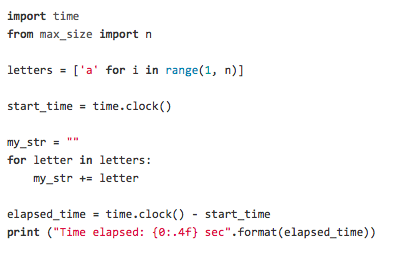 import time
from max_size import n
letters = ['a' for i in range(1, n)]
start_time = time.clock()
my_str = ""
for letter in letters:
    my_str += letter
elapsed_time = time.clock() - start_time
print ("Time elapsed: {0:.4f} sec".format(elapsed_time))